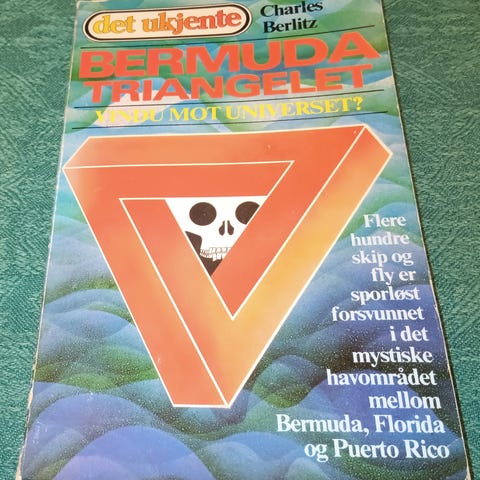 det ukjente
Charles
Berlitz
BERMUDA
TRIANGELET
VINDU MOT UNIVERSET?
Flere
hundre
skip og
fly er
sporløst
forsvunnet
i det
mystiske
havområdet
mellom
Bermuda, Florida
og Puerto Rico